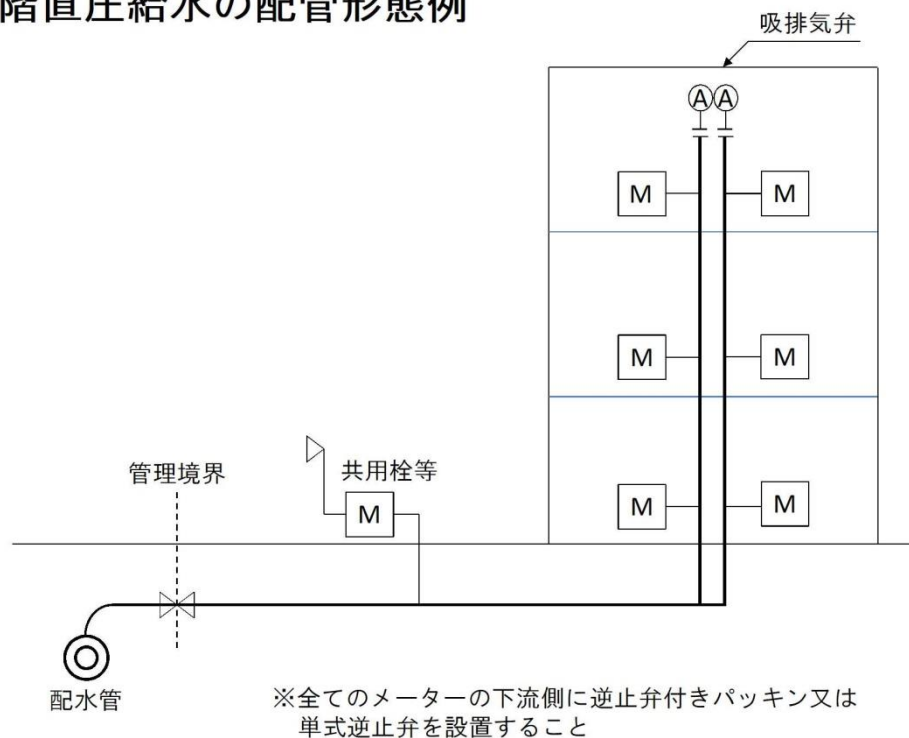 階直圧給水の配管形態例
吸排気弁
A A
M M
M M
管理境界
共用栓等
M
M M
配水管
※全てのメーターの下流側に逆止弁付きパッキン又は
単式逆止弁を設置すること